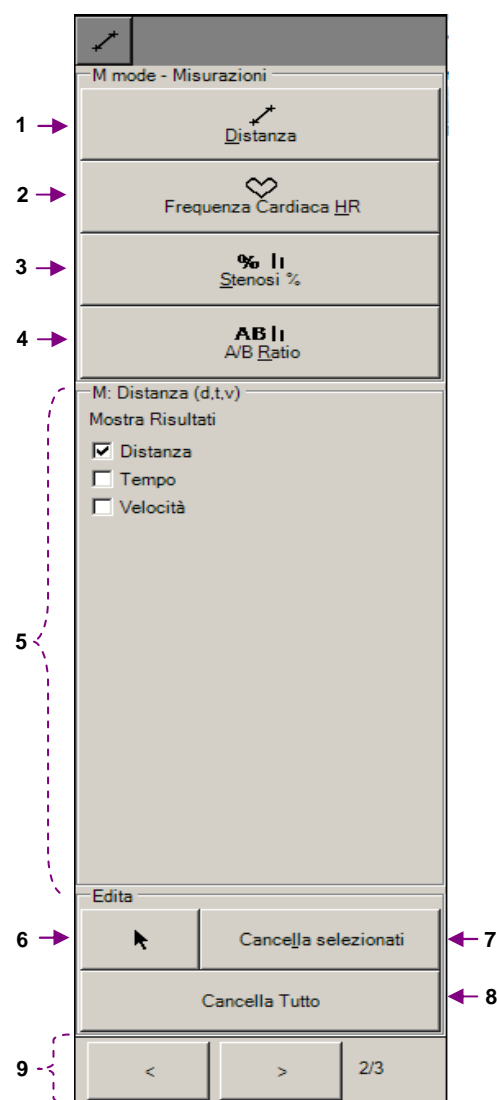 M mode - Misurazioni
1
Distanza
2
Frequenza Cardiaca HR
3
% Stenosi %
4
AB
A/B Ratio
M: Distanza (d,t,v)
Mostra Risultati
Distanza
Tempo
Velocità
5
Edita
6
Cancella selezionati
7
Cancella Tutto
8
9
<
>
2/3